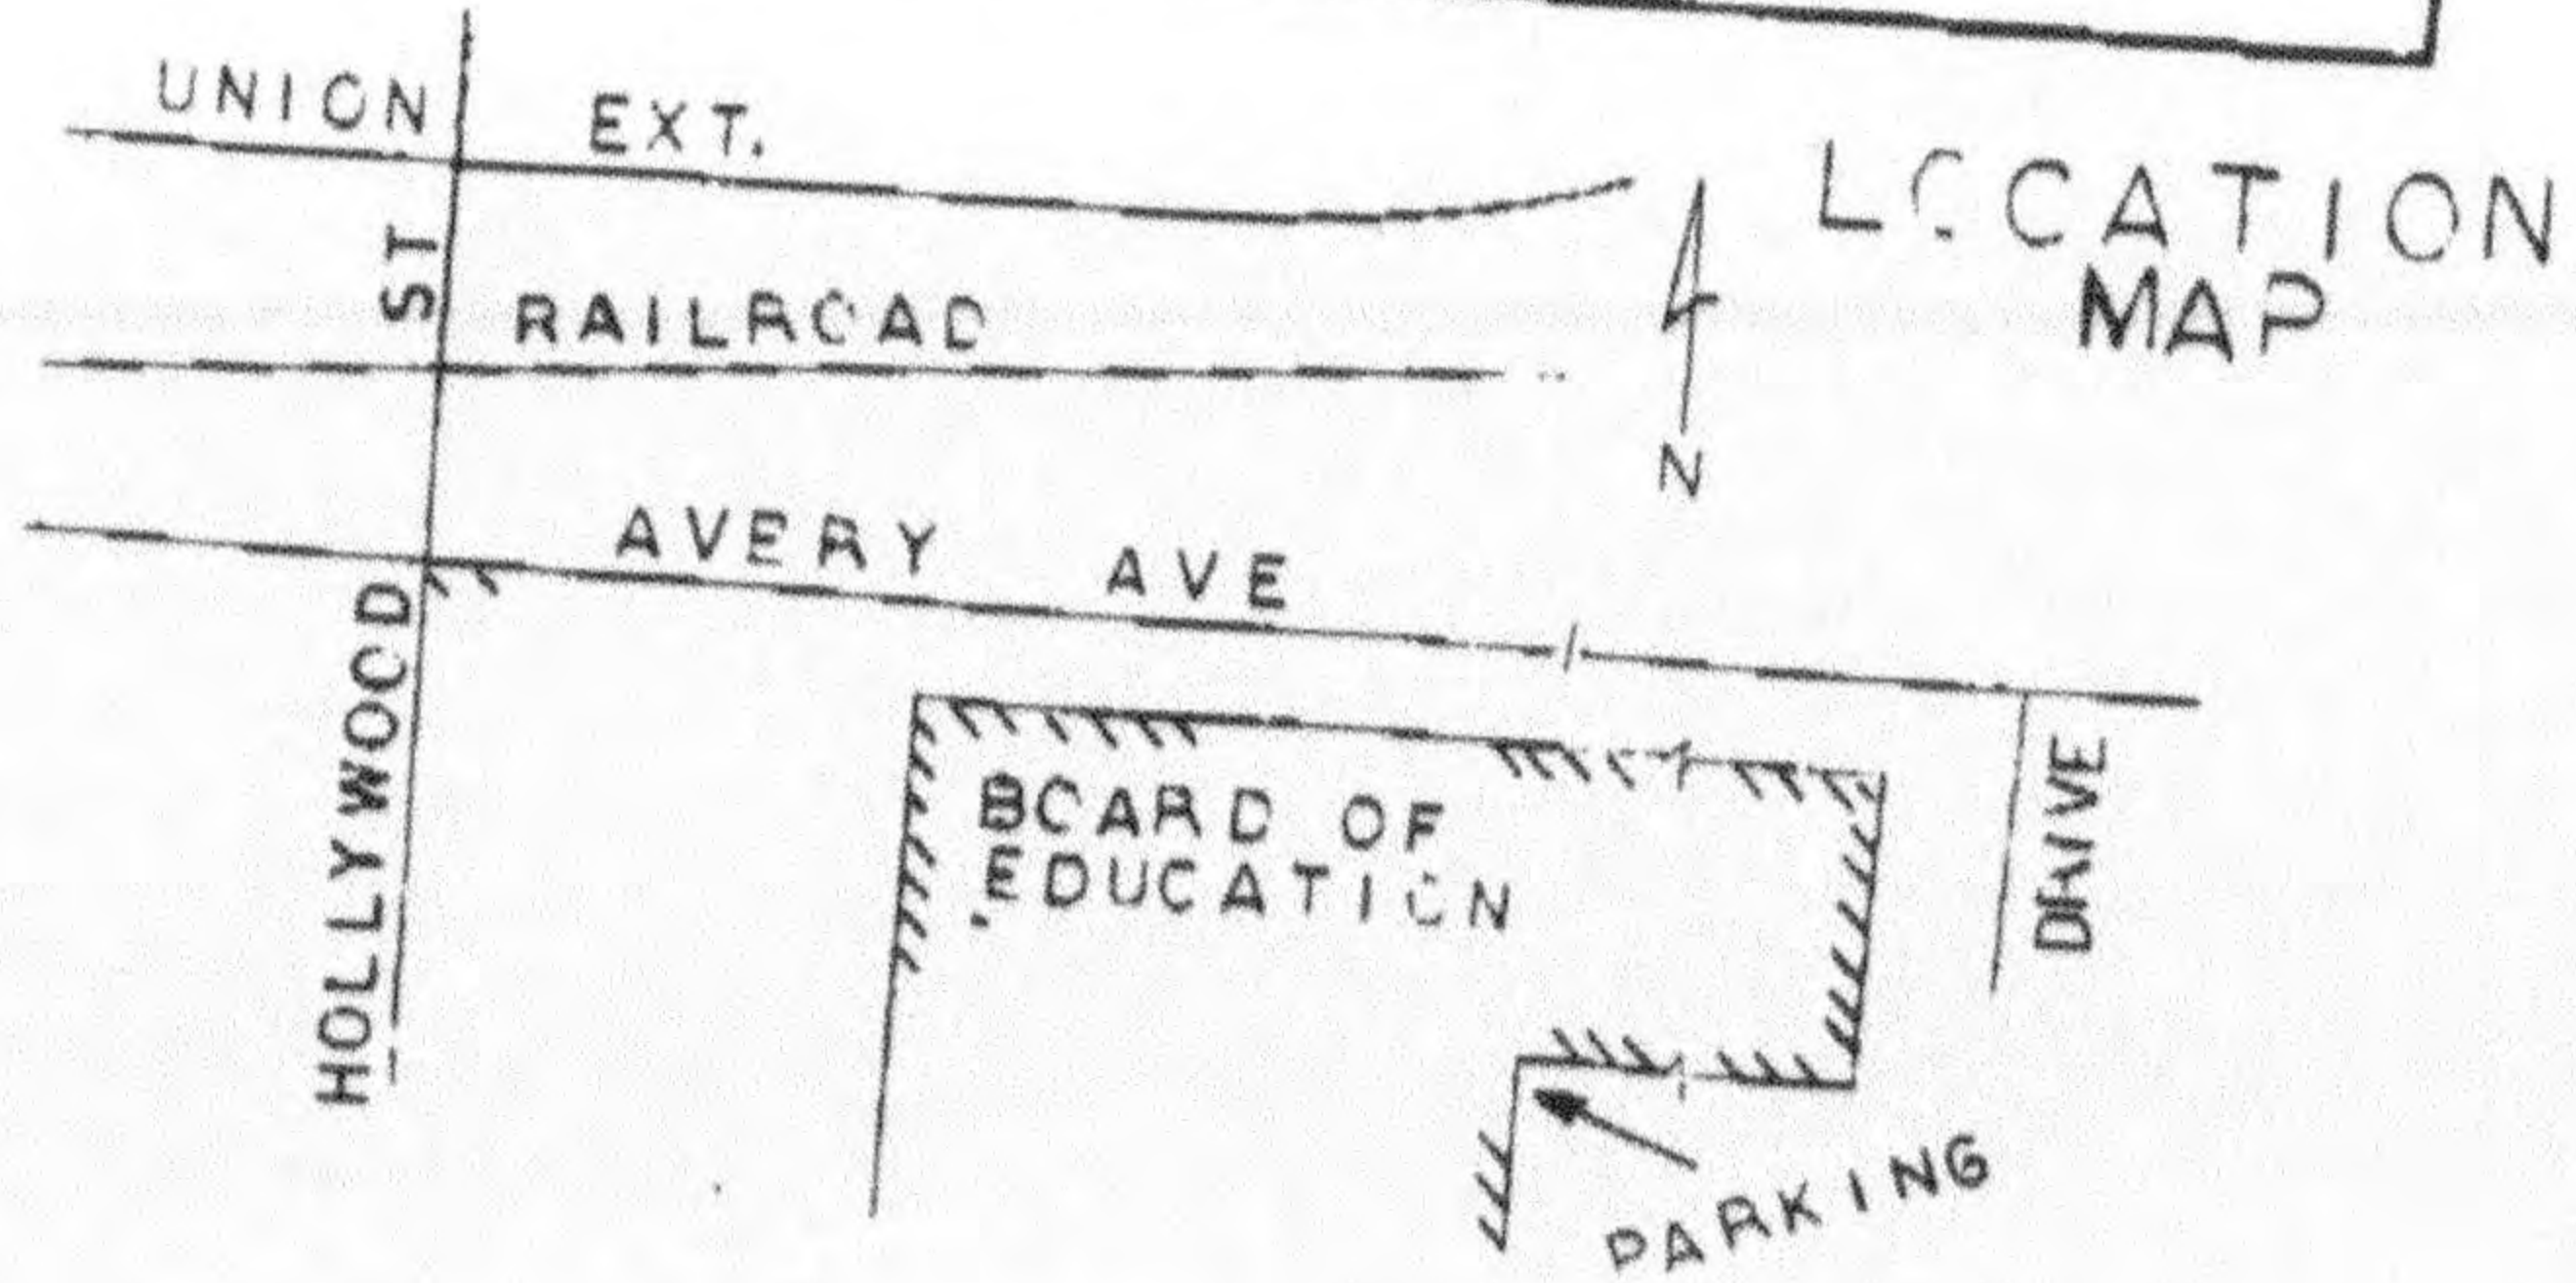 UNION EXT.
LOCATION
MAP
ST
RAILROAD
N
AVERY AVE
HOLLYWOOD
BOARD OF
EDUCATION
DRIVE
PARKING